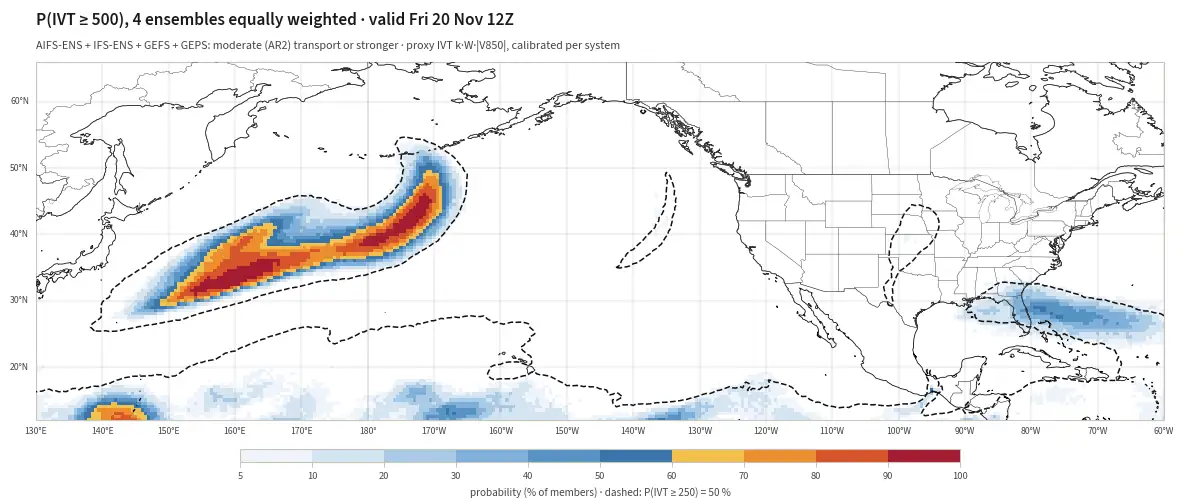 P(IVT ≥ 500), 4 ensembles equally weighted · valid Fri 20 Nov 12Z
AIFS-ENS + IFS-ENS + GEFS + GEPS: moderate (AR2) transport or stronger · proxy IVT k·W·|V850|, calibrated per system
60°N
50°N
40°N
30°N
20°N
130°E 140°E 150°E 160°E 170°E 180° 170°W 160°W 150°W 140°W 130°W 120°W 110°W 100°W 90°W 80°W 70°W 60°W
5 10 20 30 40 50 60 70 80 90 100
probability (% of members) · dashed: P(IVT ≥ 250) = 50 %